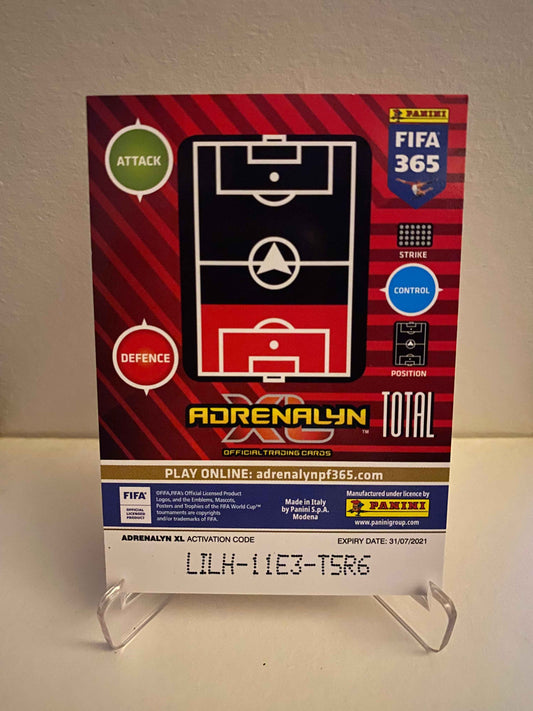 PANINI
FIFA
365
ATTACK
STRIKE
CONTROL
DEFENCE
POSITION
ADRENALYN
XL
TM
TOTAL
OFFICIAL TRADING CARDS
PLAY ONLINE: adrenalynpf365.com
FIFA®
OFFICIAL
LICENSED
PRODUCT
©FIFA, FIFA's Official Licensed Product
Logos, and the Emblems, Mascots,
Posters and Trophies of the FIFA World Cup™
tournaments are copyrights
and/or trademarks of FIFA.
Made in Italy
by Panini S.p.A.
Modena
Manufactured under licence by
PANINI
www.paninigroup.com
ADRENALYN XL ACTIVATION CODE
EXPIRY DATE: 31/07/2021
LILH-11E3-T5R6